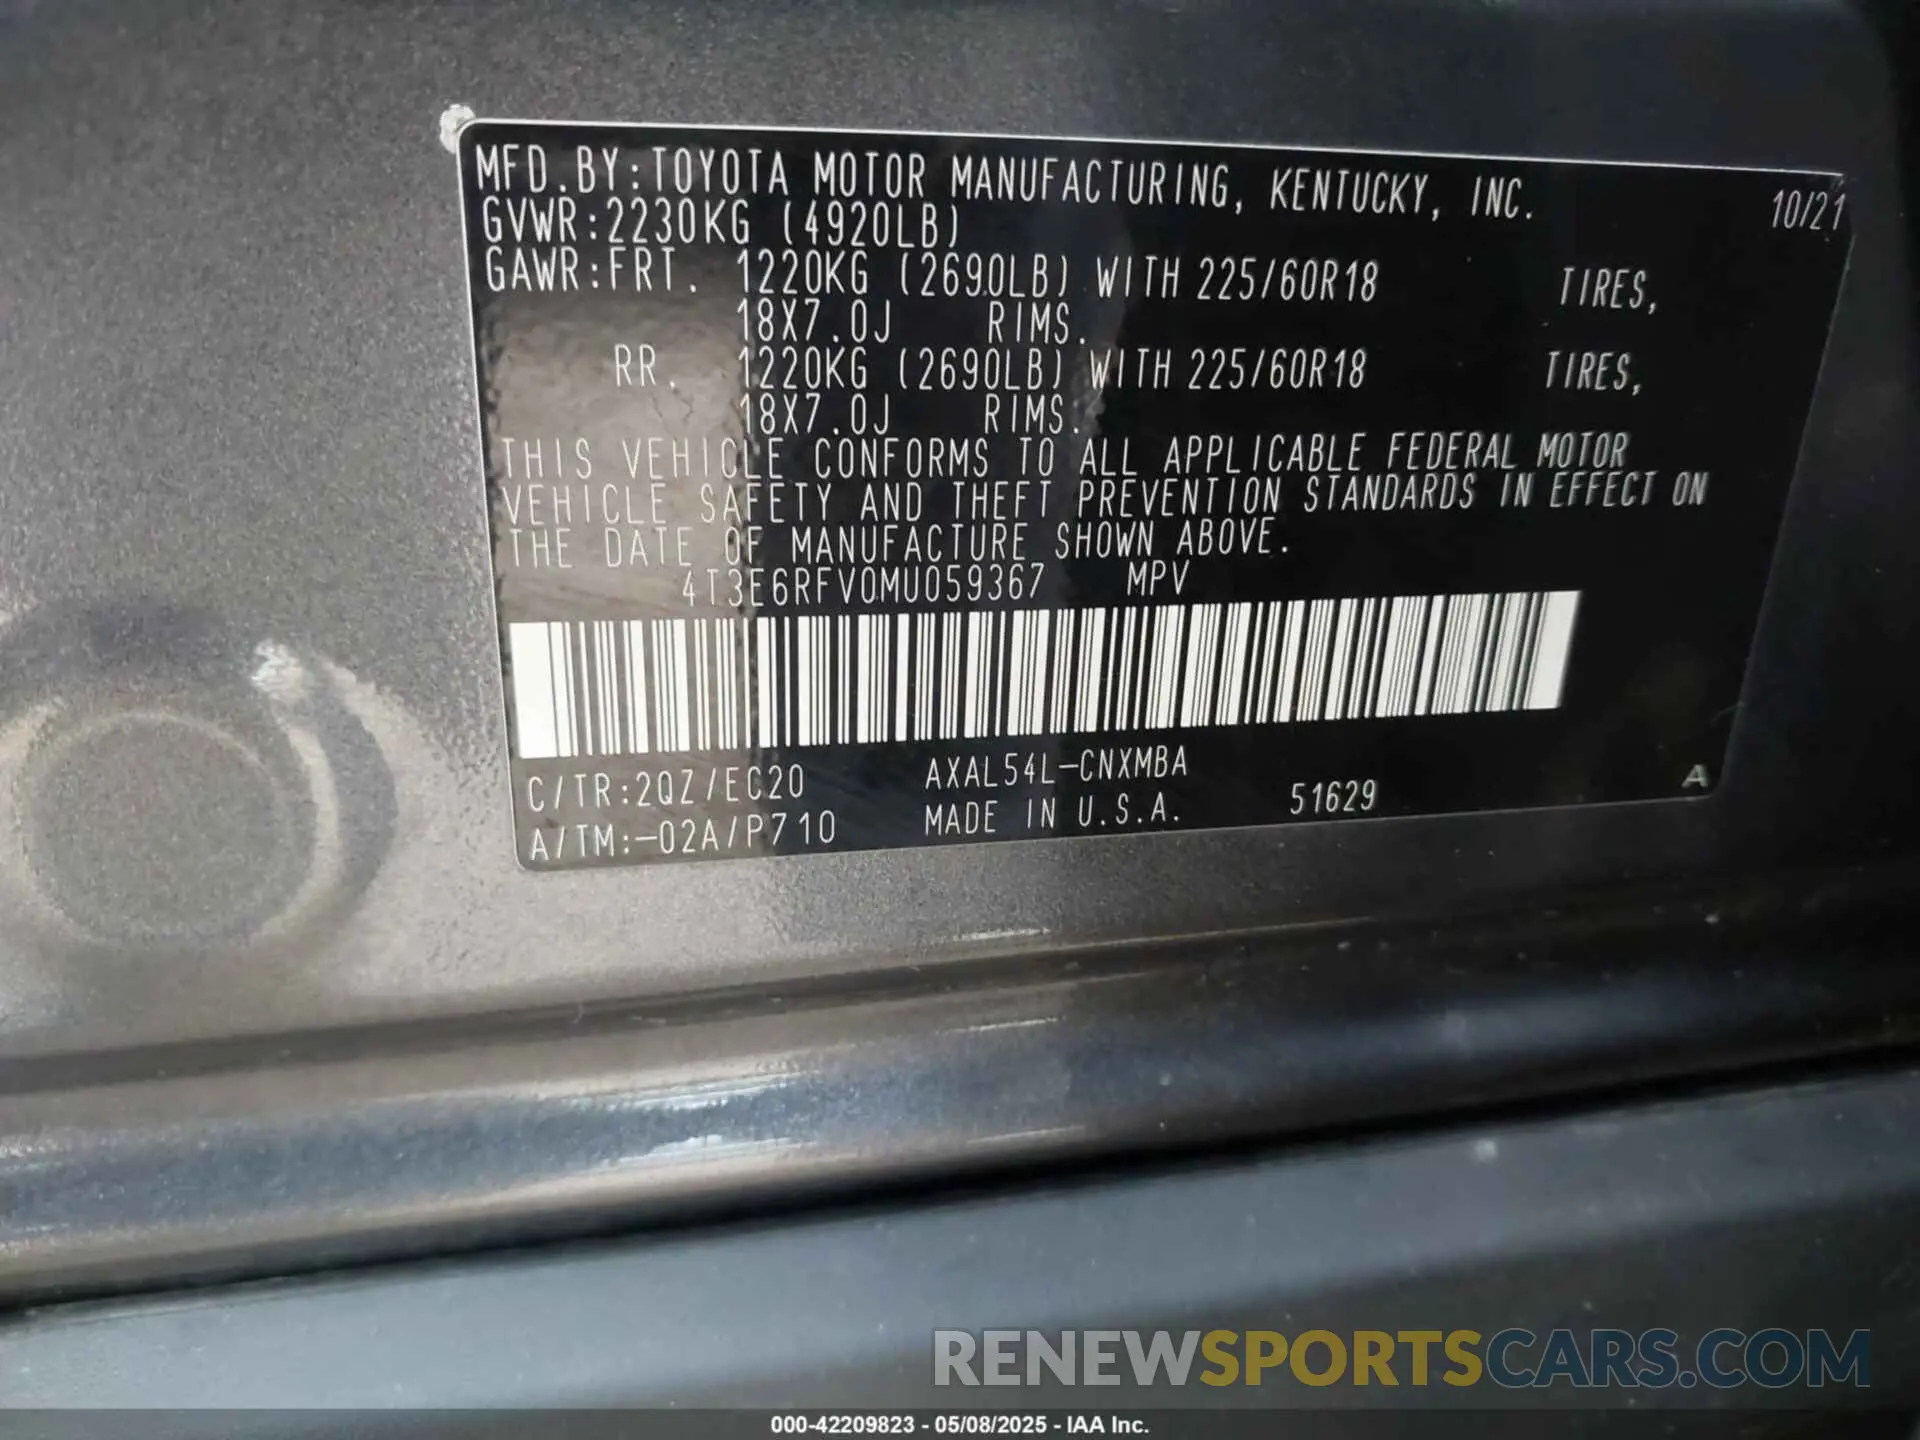 MFD.BY:TOYOTA MOTOR MANUFACTURING, KENTUCKY, INC. 10/21
GVWR:2230KG (4920LB)
GAWR:FRT. 1220KG (2690LB) WITH 225/60R18 TIRES,
18X7.0J RIMS.
RR. 1220KG (2690LB) WITH 225/60R18 TIRES,
18X7.0J RIMS.
THIS VEHICLE CONFORMS TO ALL APPLICABLE FEDERAL MOTOR
VEHICLE SAFETY AND THEFT PREVENTION STANDARDS IN EFFECT ON
THE DATE OF MANUFACTURE SHOWN ABOVE.
4T3E6RFV0MU059367 MPV
C/TR:2QZ/EC20 AXAL54L-CNXMBA
A/TM:-02A/P710 MADE IN U.S.A. 51629 A
RENEWSPORTSCARS.COM
000-42209823 - 05/08/2025 - IAA Inc.